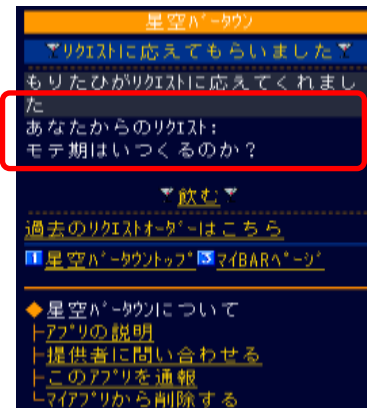 星空ﾊﾞｰタウン
ﾘｸｴｽﾄに応えてもらいました
もりたひがﾘｸｴｽﾄに応えてくれまし
た
あなたからのﾘｸｴｽﾄ:
モテ期はいつくるのか？
飲む
過去のﾘｸｴｽﾄｵｰﾀﾞｰはこちら
1星空ﾊﾞｰﾀｳﾝﾄｯﾌﾟ3ﾏｲBARﾍﾟｰｼﾞ
◆星空ﾊﾞｰﾀｳﾝについて
├ｱﾌﾟﾘの説明
├提供者に問い合わせる
├このｱﾌﾟﾘを通報
└ﾏｲｱﾌﾟﾘから削除する